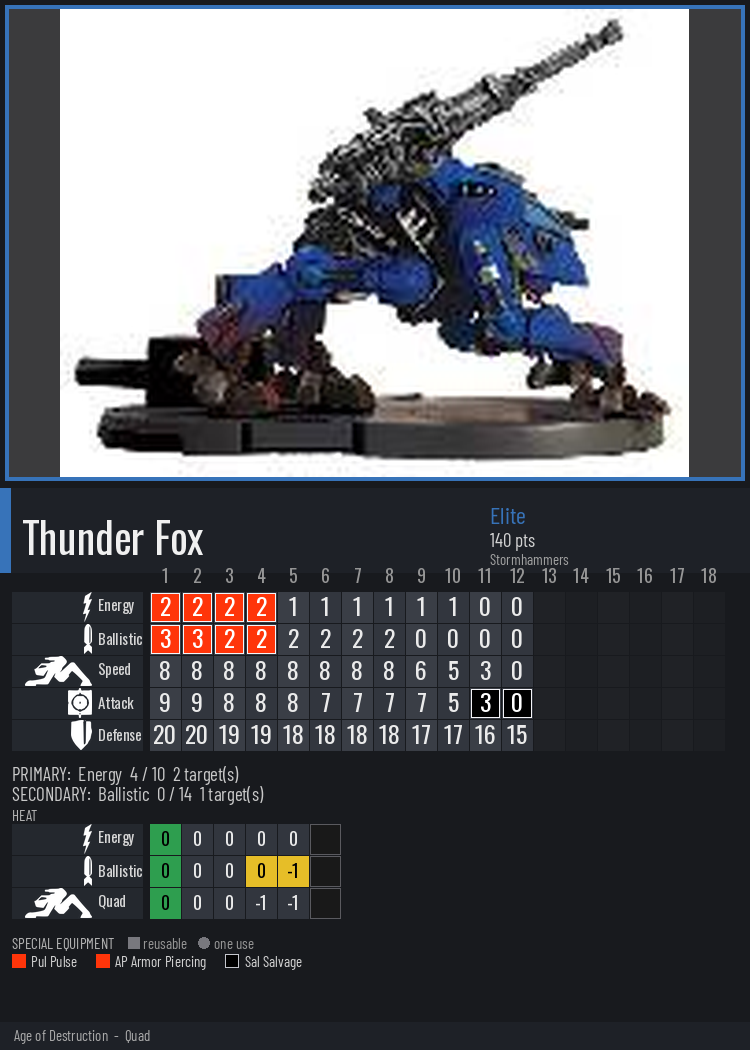 Thunder Fox
Elite
140 pts
Stormhammers
1 2 3 4 5 6 7 8 9 10 11 12 13 14 15 16 17 18
Energy 2 2 2 2 1 1 1 1 1 1 0 0
Ballistic 3 3 2 2 2 2 2 2 0 0 0 0
Speed 8 8 8 8 8 8 8 8 6 5 3 0
Attack 9 9 8 8 8 7 7 7 7 5 3 0
Defense 20 20 19 19 18 18 18 18 17 17 16 15
PRIMARY: Energy 4 / 10 2 target(s)
SECONDARY: Ballistic 0 / 14 1 target(s)
HEAT
Energy 0 0 0 0 0
Ballistic 0 0 0 0 -1
Quad 0 0 0 -1 -1
SPECIAL EQUIPMENT reusable one use
Pul Pulse AP Armor Piercing Sal Salvage
Age of Destruction - Quad